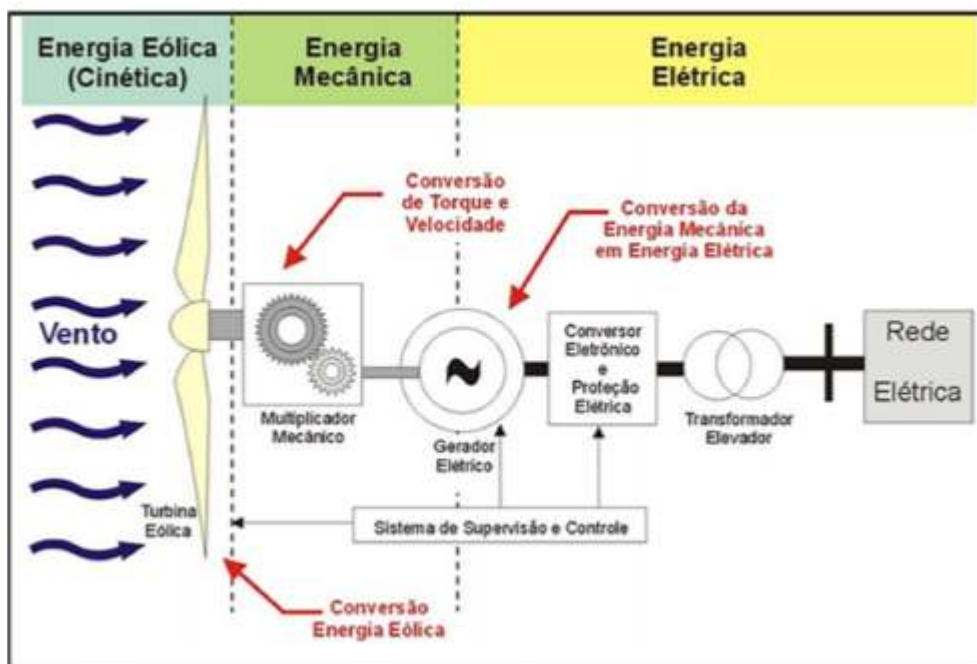 Energia Eólica
(Cinética)
Energia
Mecânica
Energia
Elétrica
Conversão
de Torque e
Velocidade
Conversão da
Energia Mecânica
em Energia Elétrica
Vento
Multiplicador
Mecânico
Gerador
Elétrico
Conversor
Eletrônico
e
Proteção
Elétrica
Transformador
Elevador
Rede
Elétrica
Turbina
Eólica
Sistema de Supervisão e Controle
Conversão
Energia Eólica